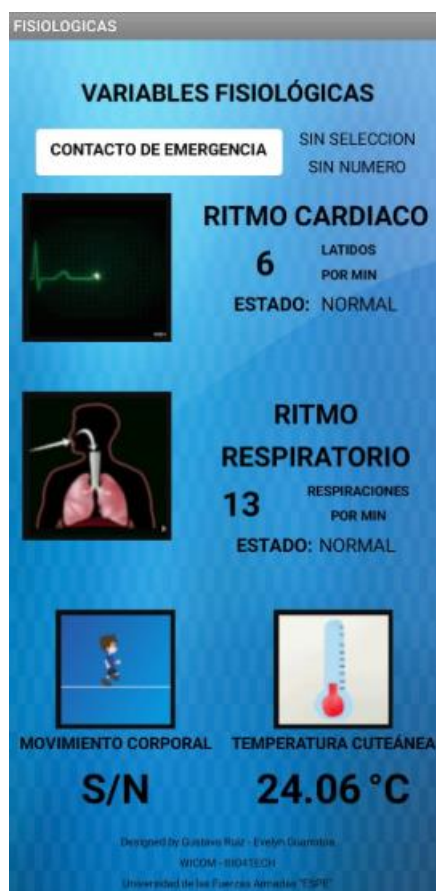 FISIOLOGICAS
VARIABLES FISIOLÓGICAS
CONTACTO DE EMERGENCIA
SIN SELECCION
SIN NUMERO
RITMO CARDIACO
6
LATIDOS
POR MIN
ESTADO: NORMAL
RITMO
RESPIRATORIO
13
RESPIRACIONES
POR MIN
ESTADO: NORMAL
MOVIMIENTO CORPORAL
TEMPERATURA CUTEÁNEA
S/N
24.06 °C
Designed by Gustavo Ruiz - Evelyn
WICOM - BIO4TECH
Universidad de las Fuerzas Armadas "ESPE"